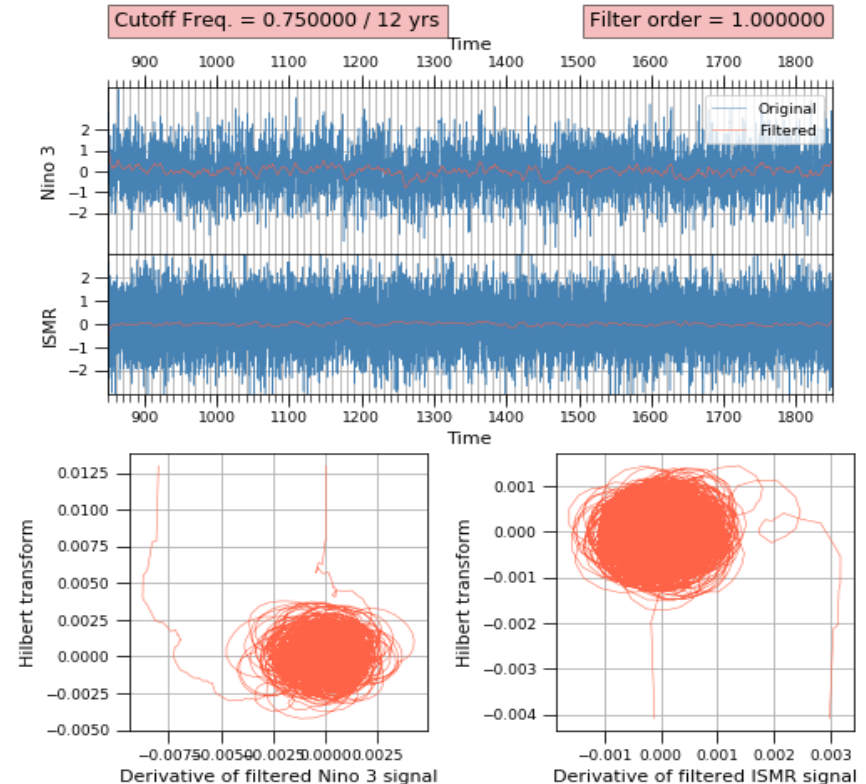 Cutoff Freq. = 0.750000 / 12 yrs
Filter order = 1.000000
Time
900 1000 1100 1200 1300 1400 1500 1600 1700 1800
Original
Filtered
Nino 3
2
1
0
−1
−2
ISMR
2
1
0
−1
−2
900 1000 1100 1200 1300 1400 1500 1600 1700 1800
Time
Hilbert transform
0.0125
0.0100
0.0075
0.0050
0.0025
0.0000
−0.0025
−0.0050
−0.0075 −0.0050 −0.0025 0.0000 0.0025
Derivative of filtered Nino 3 signal
Hilbert transform
0.001
0.000
−0.001
−0.002
−0.003
−0.004
−0.001 0.000 0.001 0.002 0.003
Derivative of filtered ISMR signal